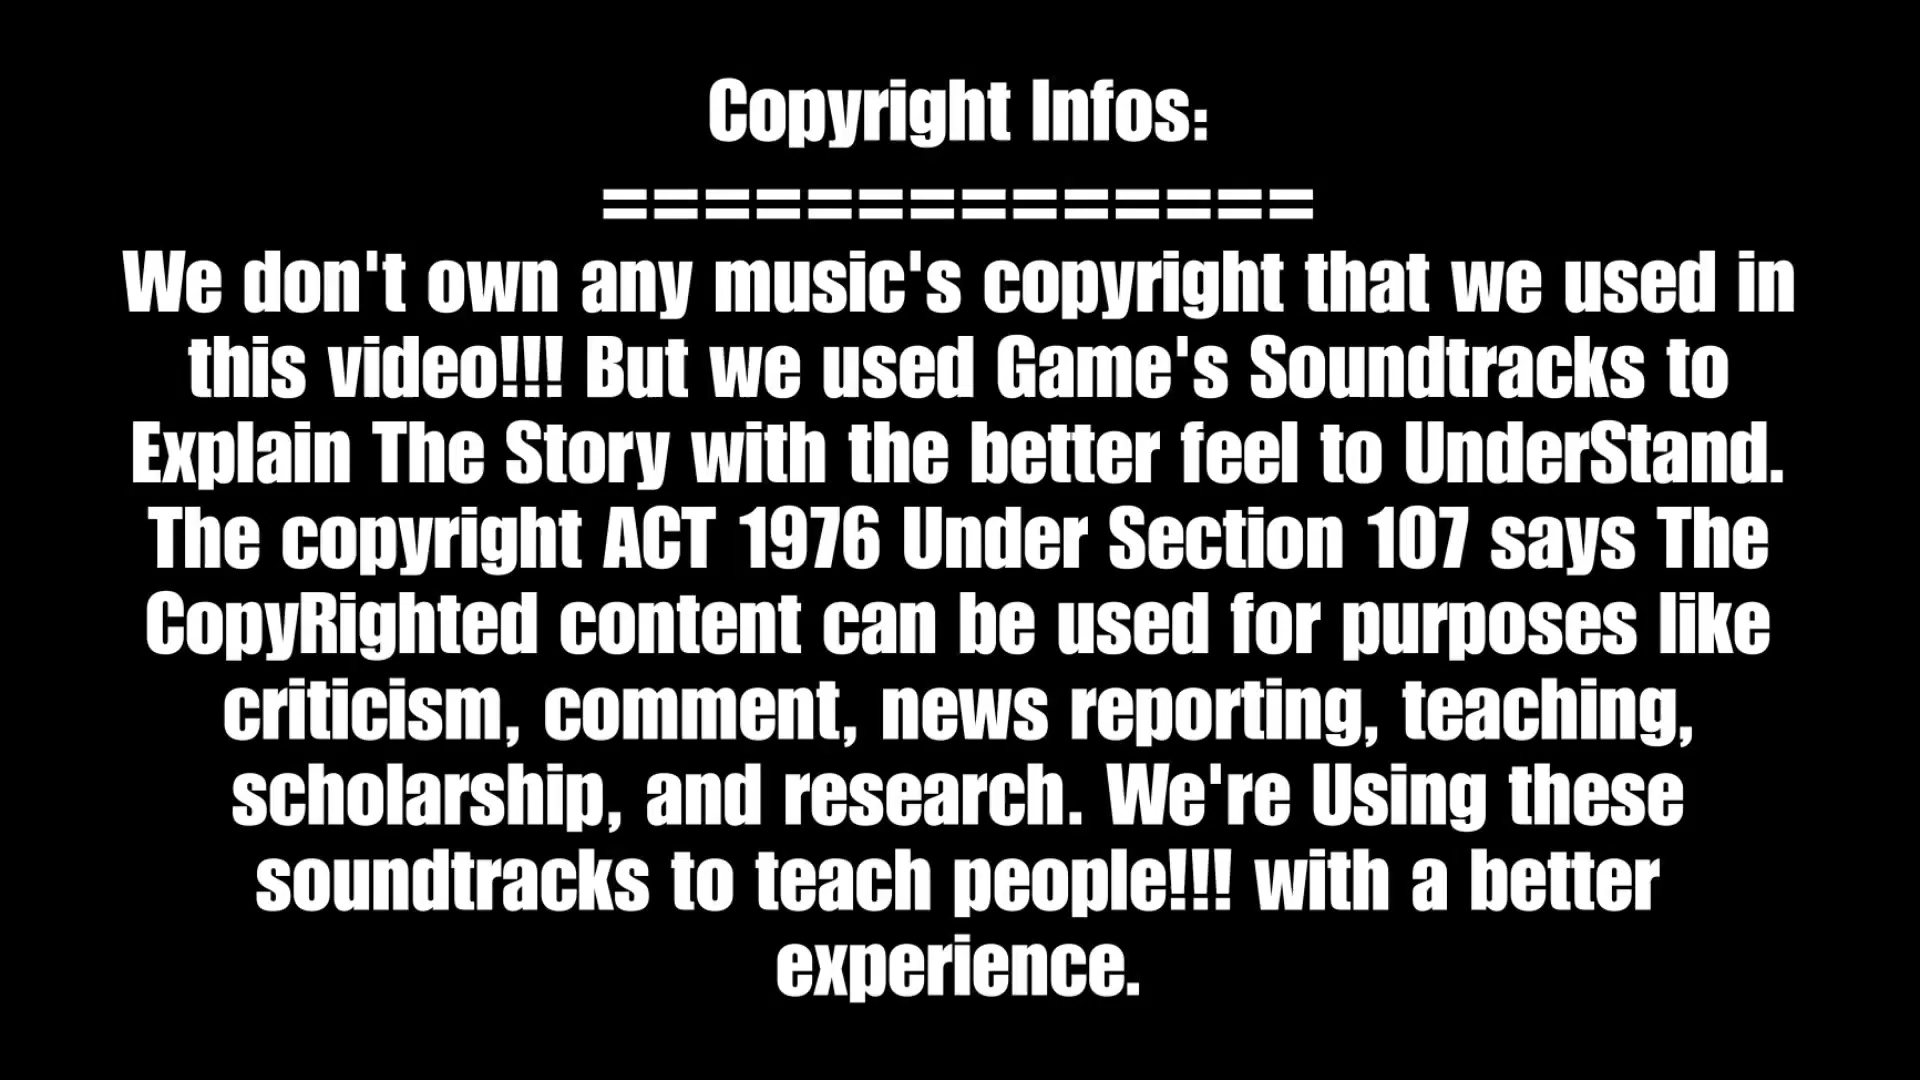 Copyright Infos:
==============
We don't own any music's copyright that we used in
this video!!! But we used Game's Soundtracks to
Explain The Story with the better feel to UnderStand.
The copyright ACT 1976 Under Section 107 says The
CopyRighted content can be used for purposes like
criticism, comment, news reporting, teaching,
scholarship, and research. We're Using these
soundtracks to teach people!!! with a better
experience.